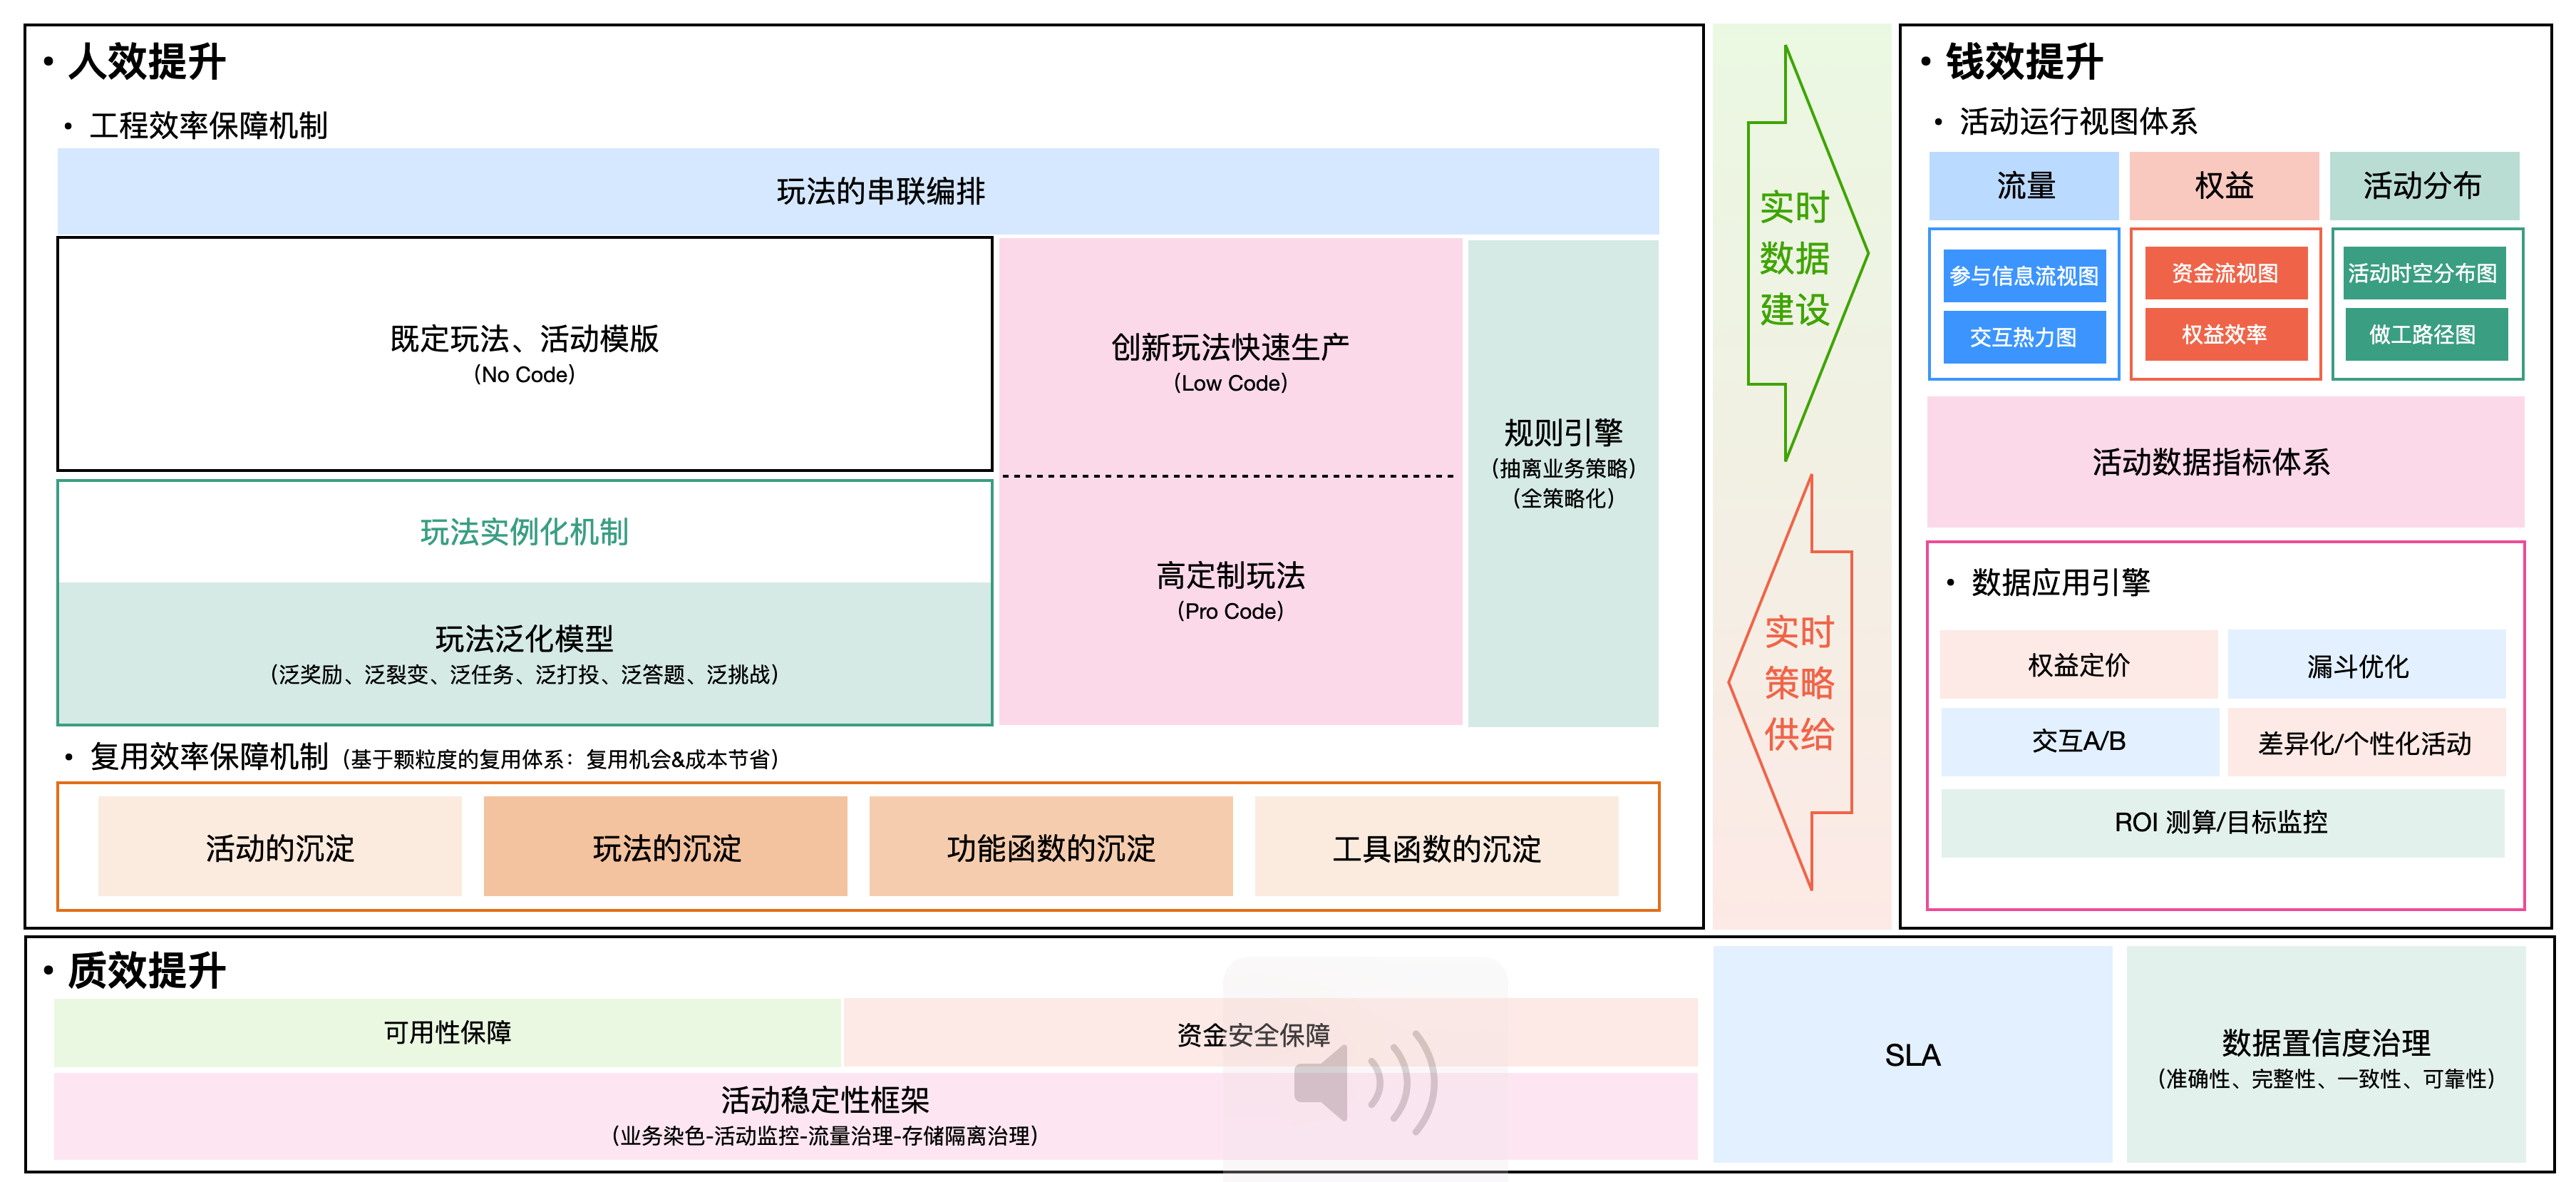 • 人效提升
• 工程效率保障机制
玩法的串联编排
既定玩法、活动模版
(No Code)
创新玩法快速生产
(Low Code)
规则引擎
(抽离业务策略)
(全策略化)
玩法实例化机制
玩法泛化模型
(泛奖励、泛裂变、泛任务、泛打投、泛答题、泛挑战)
高定制玩法
(Pro Code)
• 复用效率保障机制 (基于颗粒度的复用体系：复用机会&成本节省)
活动的沉淀
玩法的沉淀
功能函数的沉淀
工具函数的沉淀
实时
数据
建设
实时
策略
供给
• 钱效提升
• 活动运行视图体系
流量
权益
活动分布
参与信息流视图
交互热力图
资金流视图
权益效率
活动时空分布图
做工路径图
活动数据指标体系
• 数据应用引擎
权益定价
漏斗优化
交互A/B
差异化/个性化活动
ROI 测算/目标监控
• 质效提升
可用性保障
资金安全保障
活动稳定性框架
(业务染色-活动监控-流量治理-存储隔离治理)
SLA
数据置信度治理
(准确性、完整性、一致性、可靠性)